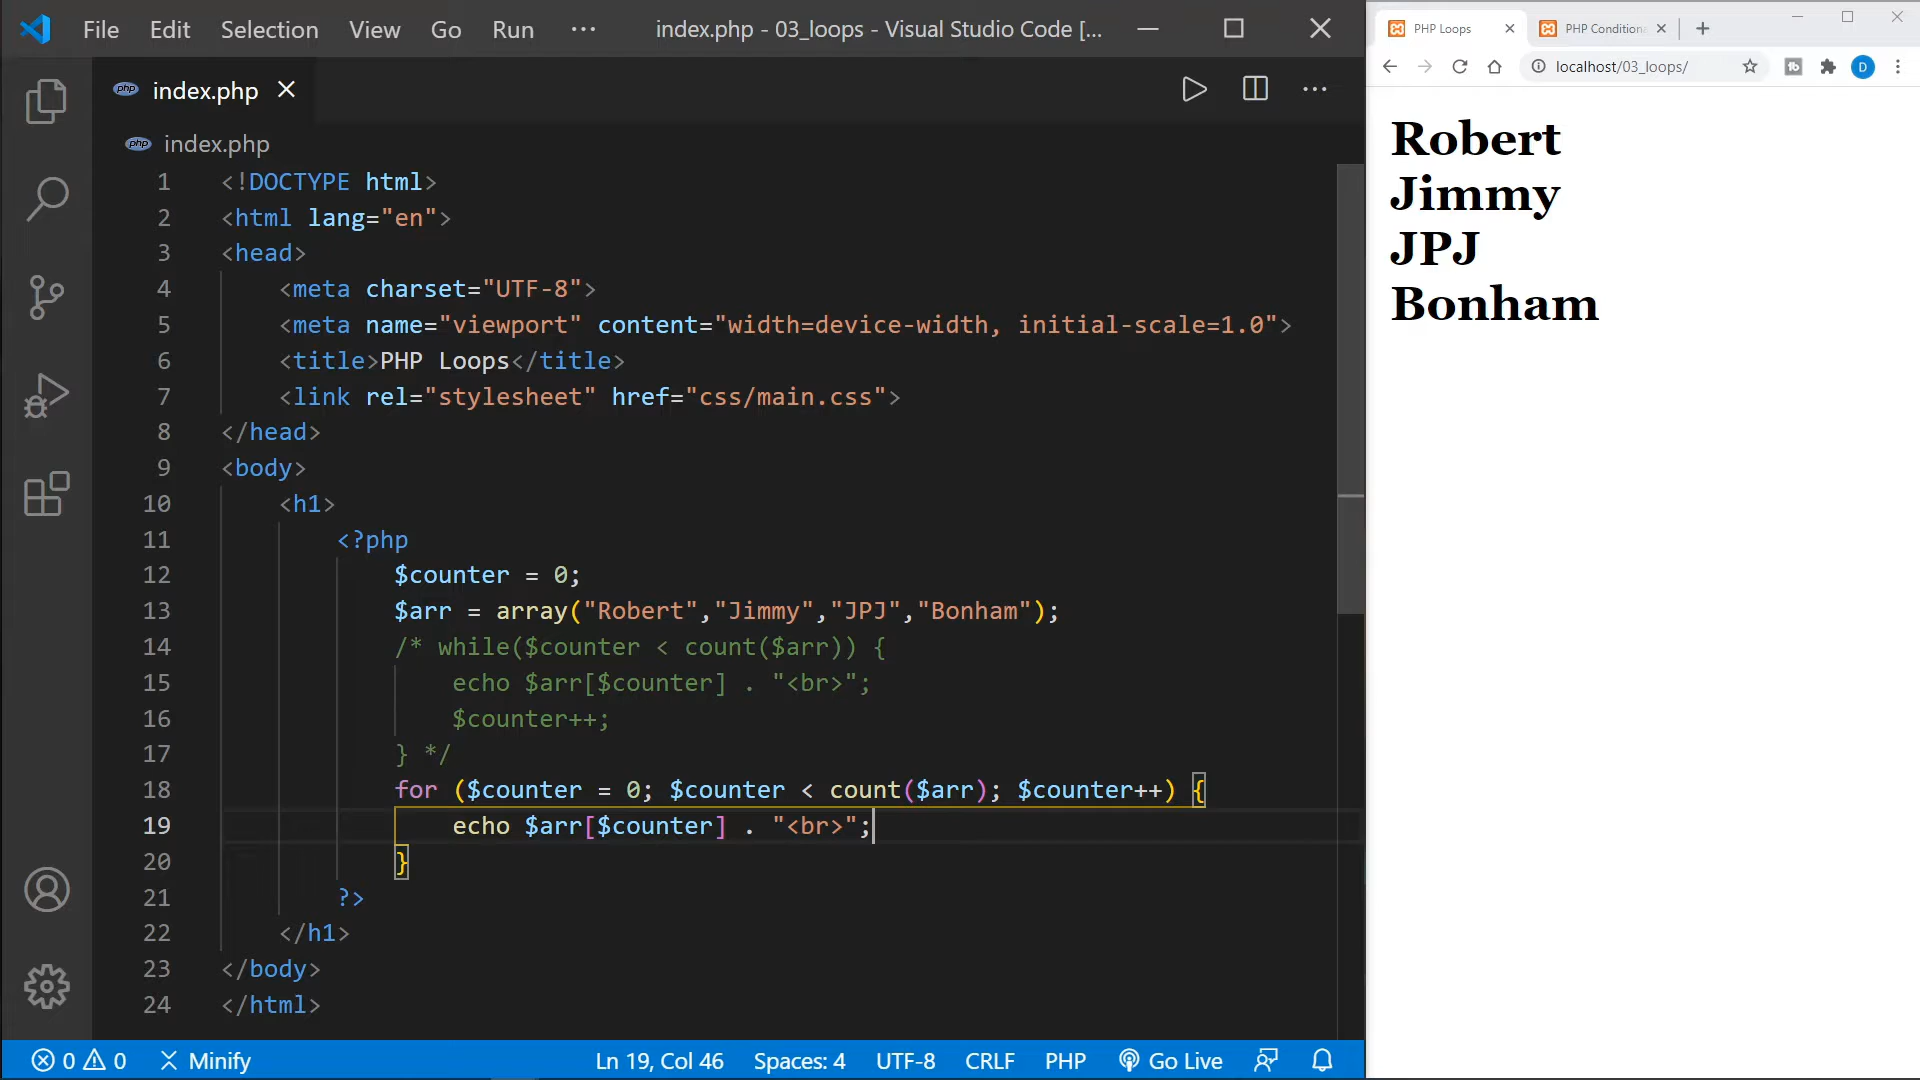 File Edit Selection View Go Run ··· index.php - 03_loops - Visual Studio Code [...
php index.php
php index.php
1 <!DOCTYPE html>
2 <html lang="en">
3 <head>
4 <meta charset="UTF-8">
5 <meta name="viewport" content="width=device-width, initial-scale=1.0">
6 <title>PHP Loops</title>
7 <link rel="stylesheet" href="css/main.css">
8 </head>
9 <body>
10 <h1>
11 <?php
12 $counter = 0;
13 $arr = array("Robert","Jimmy","JPJ","Bonham");
14 /* while($counter < count($arr)) {
15 echo $arr[$counter] . "<br>";
16 $counter++;
17 } */
18 for ($counter = 0; $counter < count($arr); $counter++) {
19 echo $arr[$counter] . "<br>";
20 }
21 ?>
22 </h1>
23 </body>
24 </html>
0 0 Minify Ln 19, Col 46 Spaces: 4 UTF-8 CRLF PHP Go Live
PHP Loops PHP Condition
localhost/03_loops/ D
Robert
Jimmy
JPJ
Bonham